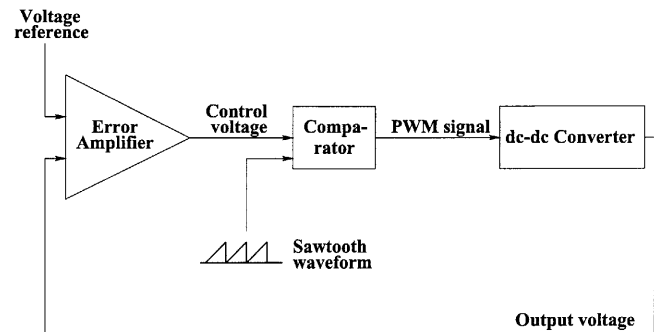 Voltage
reference
Error
Amplifier
Control
voltage
Compa-
rator
PWM signal
dc-dc Converter
Sawtooth
waveform
Output voltage